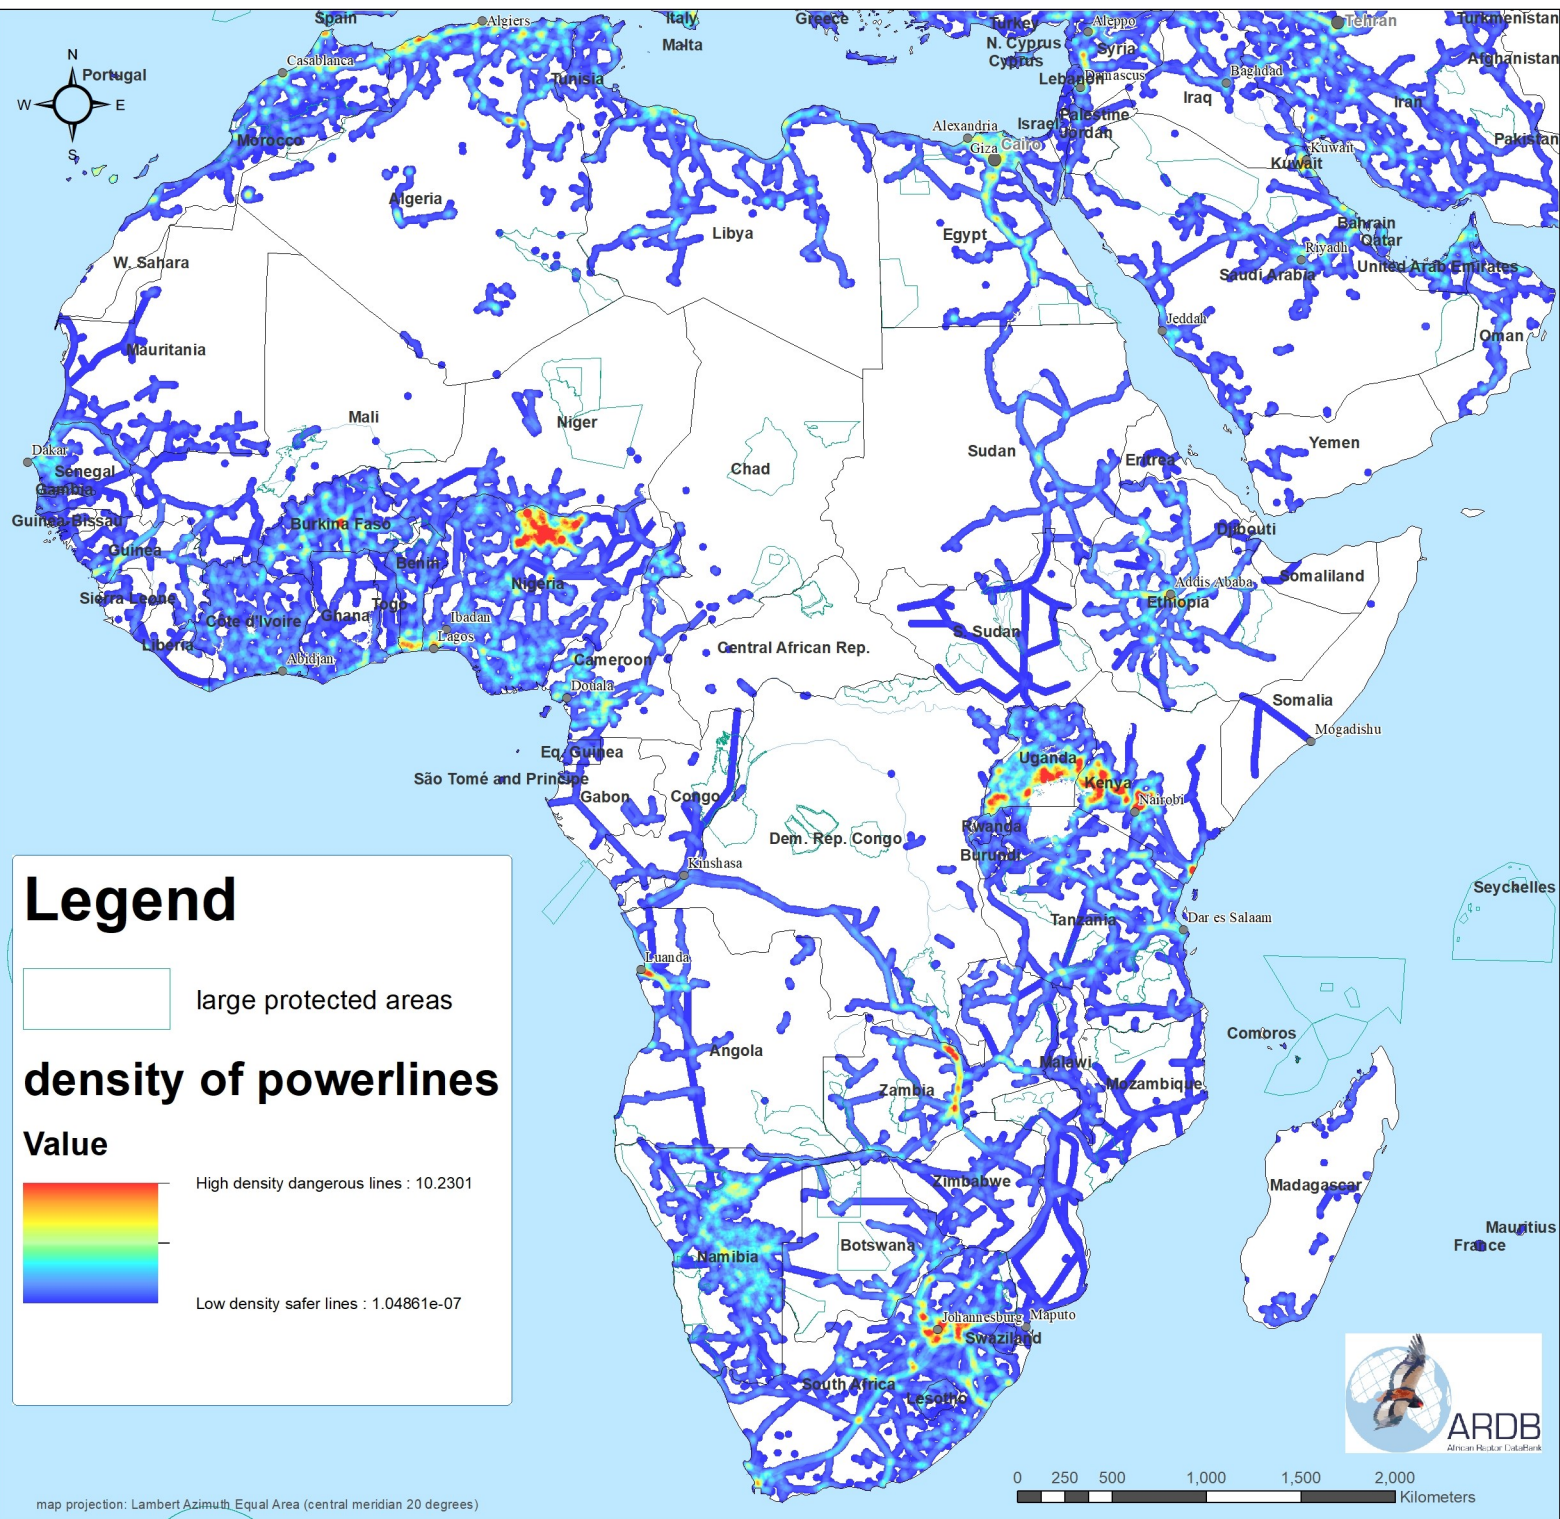 Spain
Italy
Greece
Turkey
Aleppo
Tehran
Turkmenistan
Algiers
Malta
N. Cyprus
Syria
Casablanca
Cyprus
Afghanistan
N
Portugal
Tunisia
Lebanon
Damascus
Baghdad
W
E
Iraq
Iran
Alexandria
Israel
Palestine
Jordan
S
Morocco
Giza
Cairo
Kuwait
Kuwait
Pakistan
Algeria
Libya
Egypt
Bahrain
Qatar
Riyadh
W. Sahara
Saudi Arabia
United Arab Emirates
Jeddah
Oman
Mauritania
Mali
Niger
Yemen
Dakar
Senegal
Gambia
Chad
Sudan
Eritrea
Guinea-Bissau
Burkina Faso
Djibouti
Guinea
Benin
Nigeria
Addis Ababa
Somaliland
Sierra Leone
Togo
Ethiopia
Ghana
Ibadan
Côte d'Ivoire
Lagos
S. Sudan
Liberia
Abidjan
Cameroon
Central African Rep.
Douala
Somalia
Mogadishu
Eq. Guinea
Uganda
São Tomé and Principe
Kenya
Gabon
Congo
Nairobi
Rwanda
Dem. Rep. Congo
Burundi
Kinshasa
Seychelles
Tanzania
Dar es Salaam
Luanda
Comoros
Angola
Malawi
Zambia
Mozambique
Zimbabwe
Madagascar
Mauritius
France
Namibia
Botswana
Johannesburg
Maputo
Swaziland
South Africa
Lesotho
Legend
large protected areas
density of powerlines
Value
High density dangerous lines : 10.2301
Low density safer lines : 1.04861e-07
ARDB
African Raptor DataBank
0 250 500 1,000 1,500 2,000
Kilometers
map projection: Lambert Azimuth Equal Area (central meridian 20 degrees)